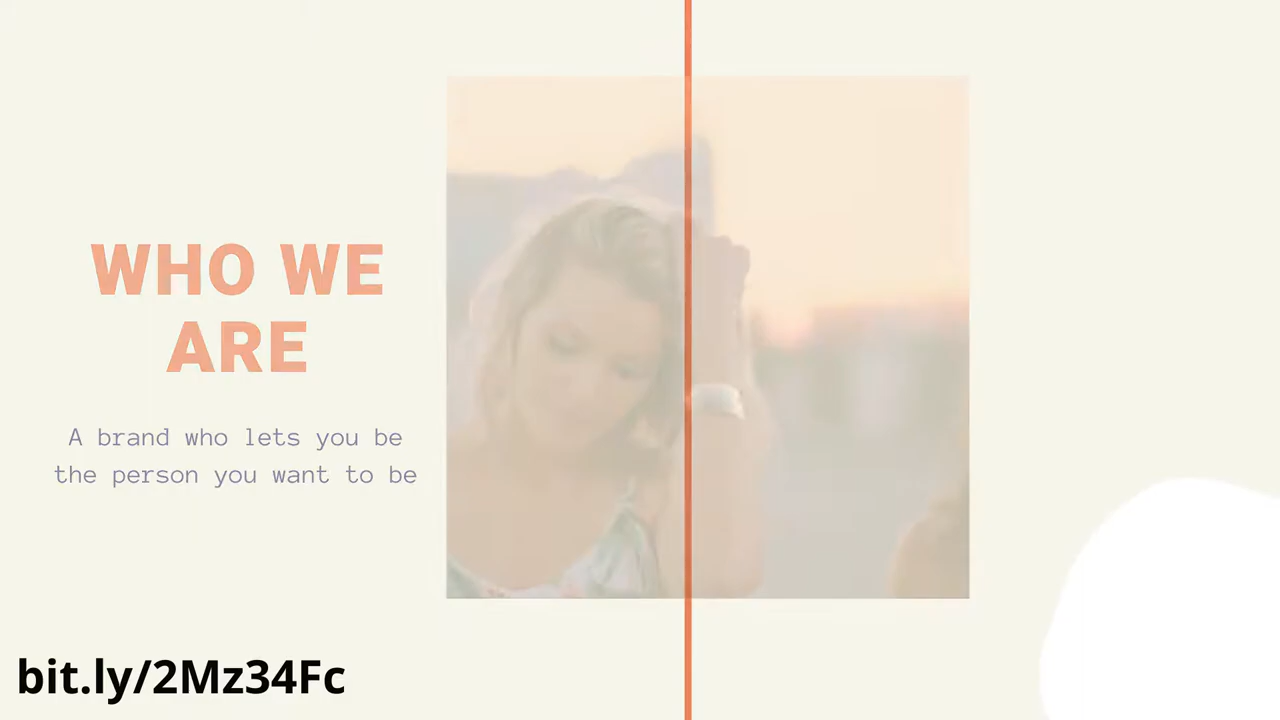 WHO WE
ARE
A brand who lets you be
the person you want to be
bit.ly/2Mz34Fc